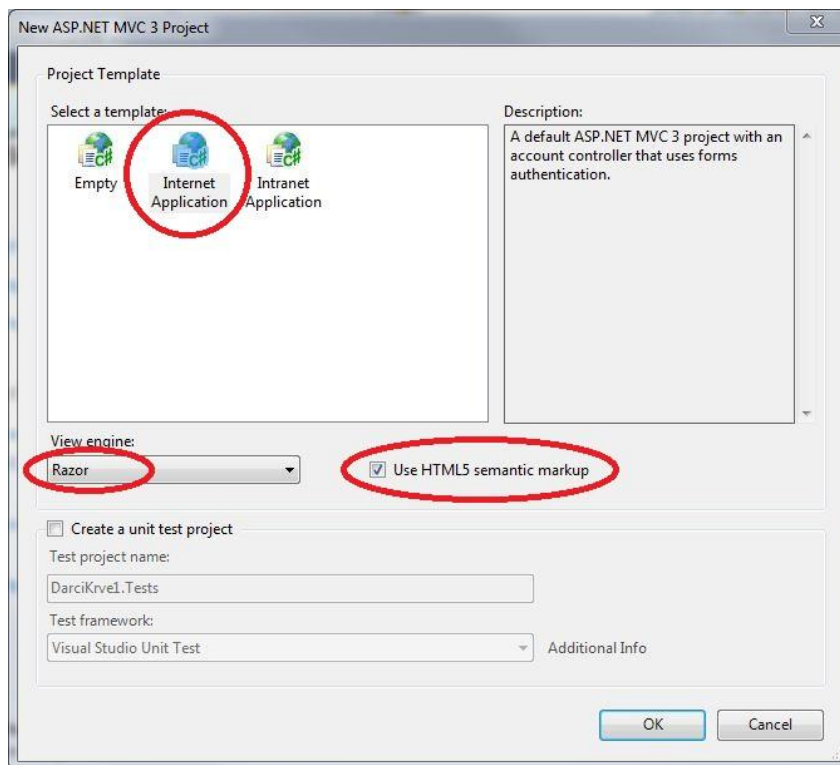 New ASP.NET MVC 3 Project
Project Template
Select a template:
Description:
Empty
Internet
Application
Intranet
Application
A default ASP.NET MVC 3 project with an
account controller that uses forms
authentication.
View engine:
Razor
Use HTML5 semantic markup
Create a unit test project
Test project name:
DarciKrve1.Tests
Test framework:
Visual Studio Unit Test
Additional Info
OK
Cancel